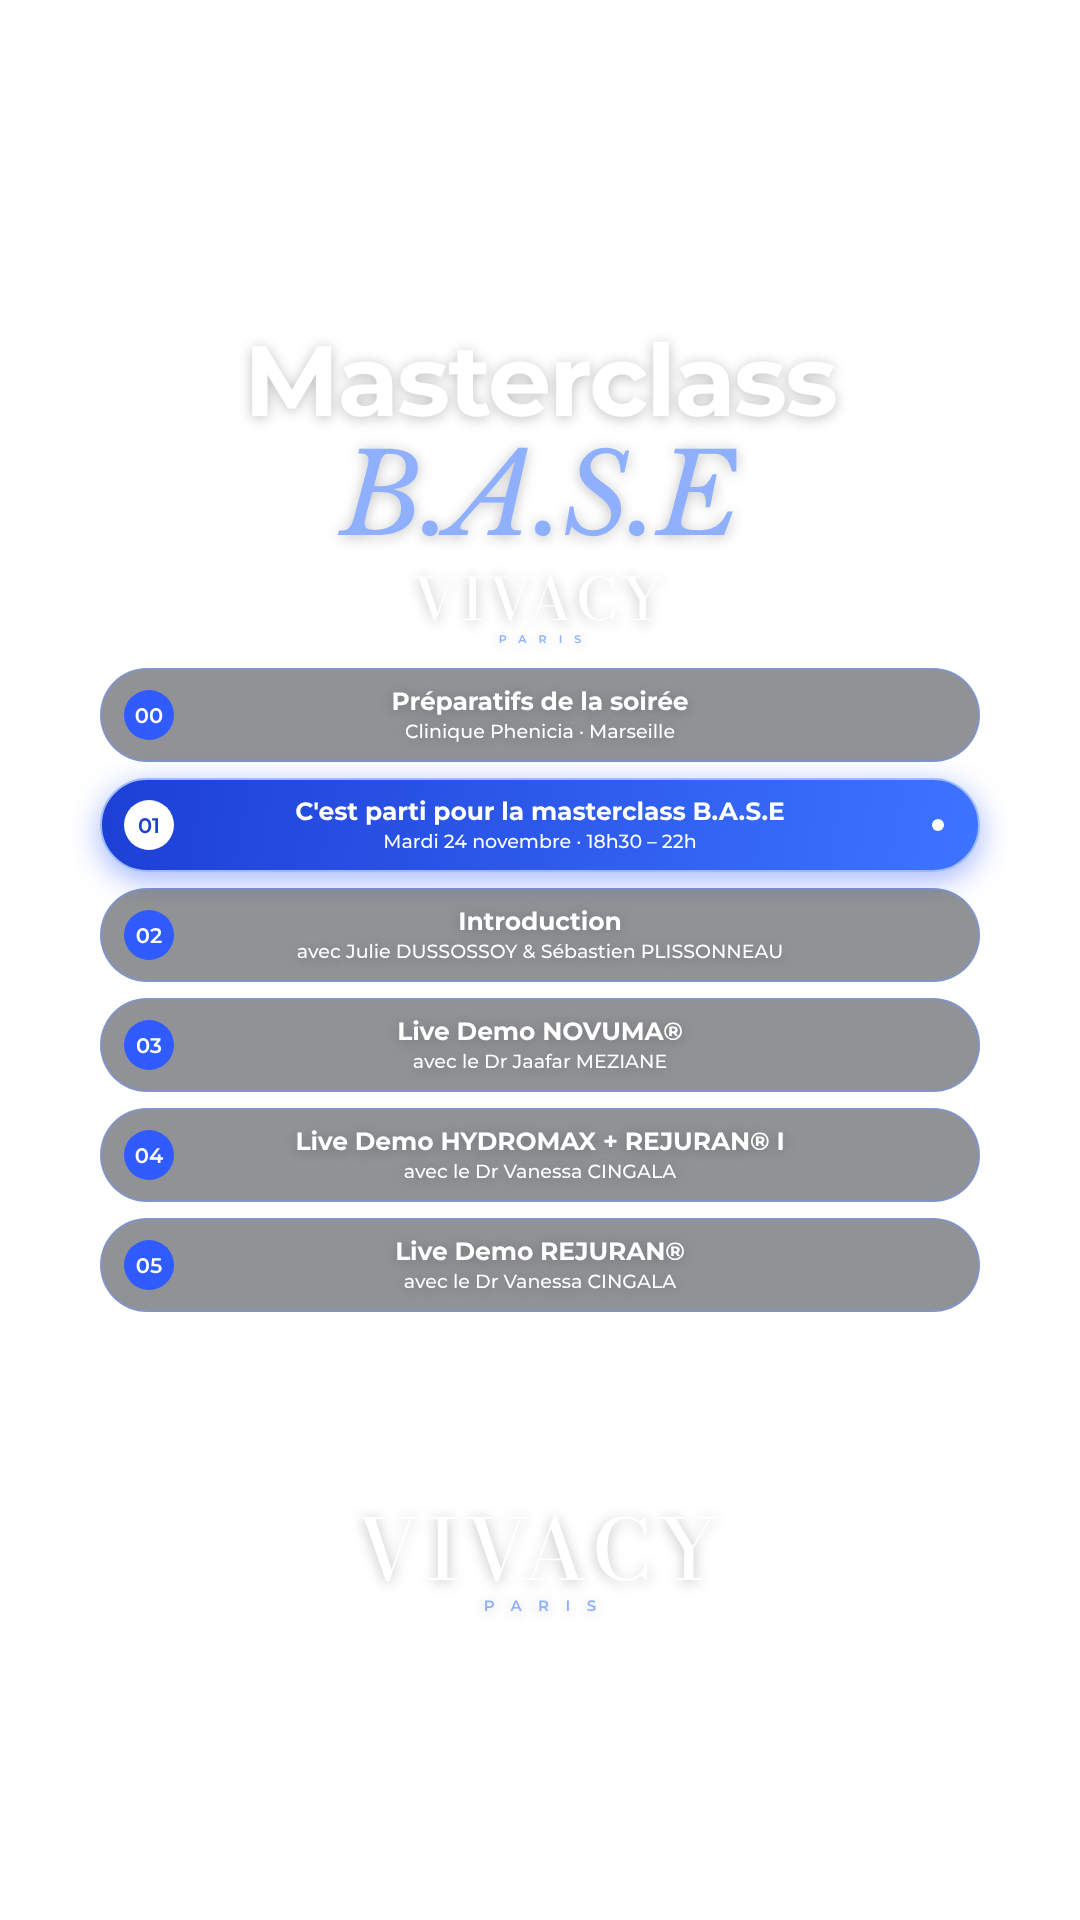 Masterclass
B.A.S.E
VIVACY
PARIS
00
Préparatifs de la soirée
Clinique Phenicia · Marseille
01
C'est parti pour la masterclass B.A.S.E
Mardi 24 novembre · 18h30 – 22h
02
Introduction
avec Julie DUSSOSSOY & Sébastien PLISSONNEAU
03
Live Demo NOVUMA®
avec le Dr Jaafar MEZIANE
04
Live Demo HYDROMAX + REJURAN® I
avec le Dr Vanessa CINGALA
05
Live Demo REJURAN®
avec le Dr Vanessa CINGALA
VIVACY
PARIS